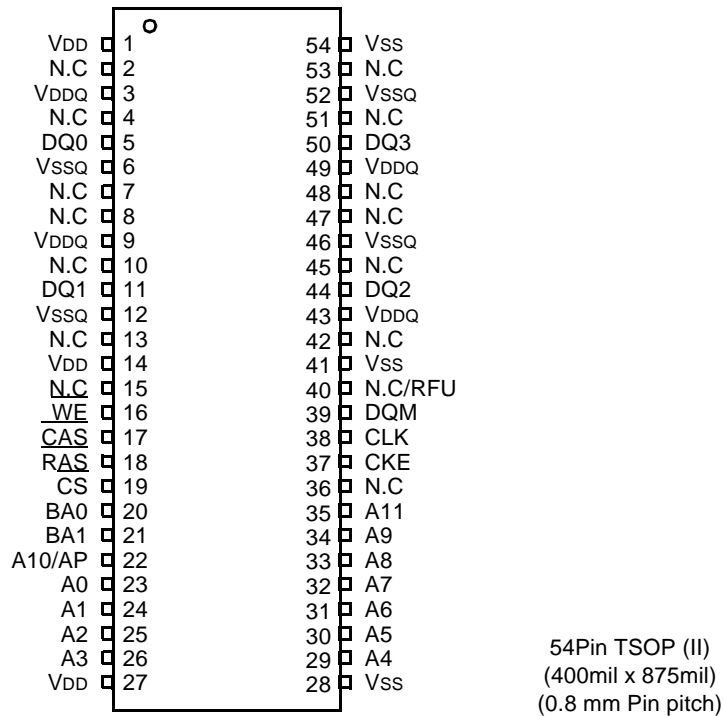 VDD 1 54 VSS
N.C 2 53 N.C
VDDQ 3 52 VSSQ
N.C 4 51 N.C
DQ0 5 50 DQ3
VSSQ 6 49 VDDQ
N.C 7 48 N.C
N.C 8 47 N.C
VDDQ 9 46 VSSQ
N.C 10 45 N.C
DQ1 11 44 DQ2
VSSQ 12 43 VDDQ
N.C 13 42 N.C
VDD 14 41 VSS
N.C 15 40 N.C/RFU
WE 16 39 DQM
CAS 17 38 CLK
RAS 18 37 CKE
CS 19 36 N.C
BA0 20 35 A11
BA1 21 34 A9
A10/AP 22 33 A8
A0 23 32 A7
A1 24 31 A6
A2 25 30 A5
A3 26 29 A4
VDD 27 28 VSS
54Pin TSOP (II)
(400mil x 875mil)
(0.8 mm Pin pitch)